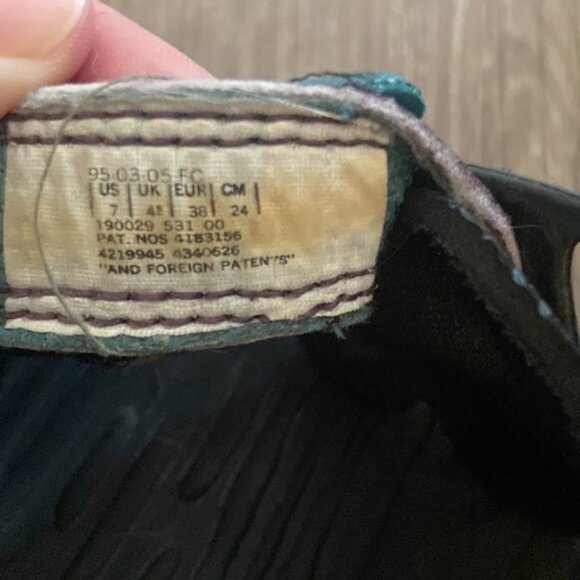 95-03-05-FC
US | UK | EUR | CM |
7 | 4½ | 38 | 24 |
190029 531 00
PAT. NOS 4183156
4219945 4340626
"AND FOREIGN PATENTS"